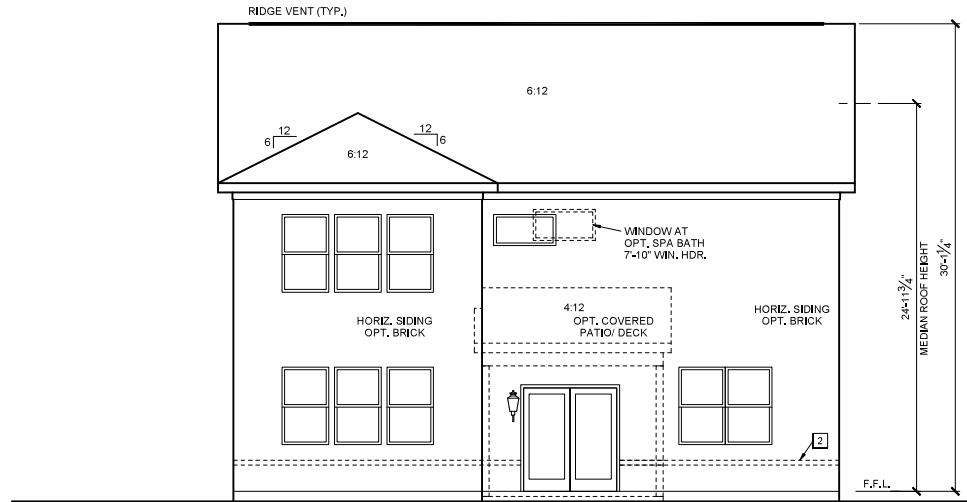 RIDGE VENT (TYP.)
6:12
12
6
12
6
6:12
WINDOW AT
OPT. SPA BATH
7'-10" WIN. HDR.
4:12
OPT. COVERED
PATIO/ DECK
HORIZ. SIDING
OPT. BRICK
HORIZ. SIDING
OPT. BRICK
24'-11 3/4"
MEDIAN ROOF HEIGHT
30'-1 1/4"
2
F.F.L.